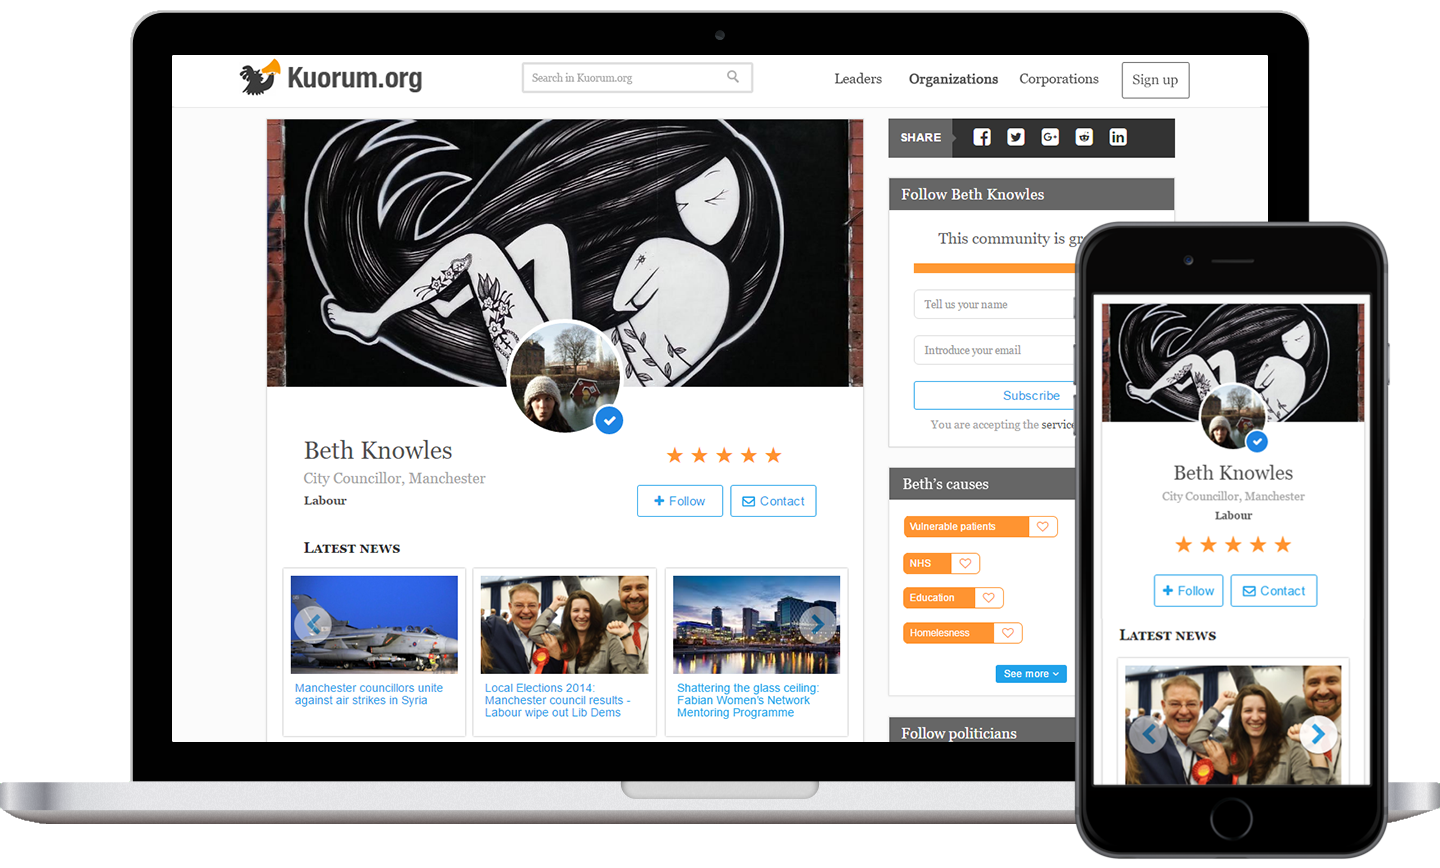 Kuorum.org
Search in Kuorum.org
Leaders
Organizations
Corporations
Sign up
SHARE
Follow Beth Knowles
This community is gr
Tell us your name
Introduce your email
Subscribe
You are accepting the service
Beth Knowles
City Councillor, Manchester
Labour
Follow
Contact
LATEST NEWS
Manchester councillors unite
against air strikes in Syria
Local Elections 2014:
Manchester council results -
Labour wipe out Lib Dems
Shattering the glass ceiling:
Fabian Women's Network
Mentoring Programme
Beth's causes
Vulnerable patients
NHS
Education
Homelesness
See more
Follow politicians
Beth Knowles
City Councillor, Manchester
Labour
Follow
Contact
LATEST NEWS